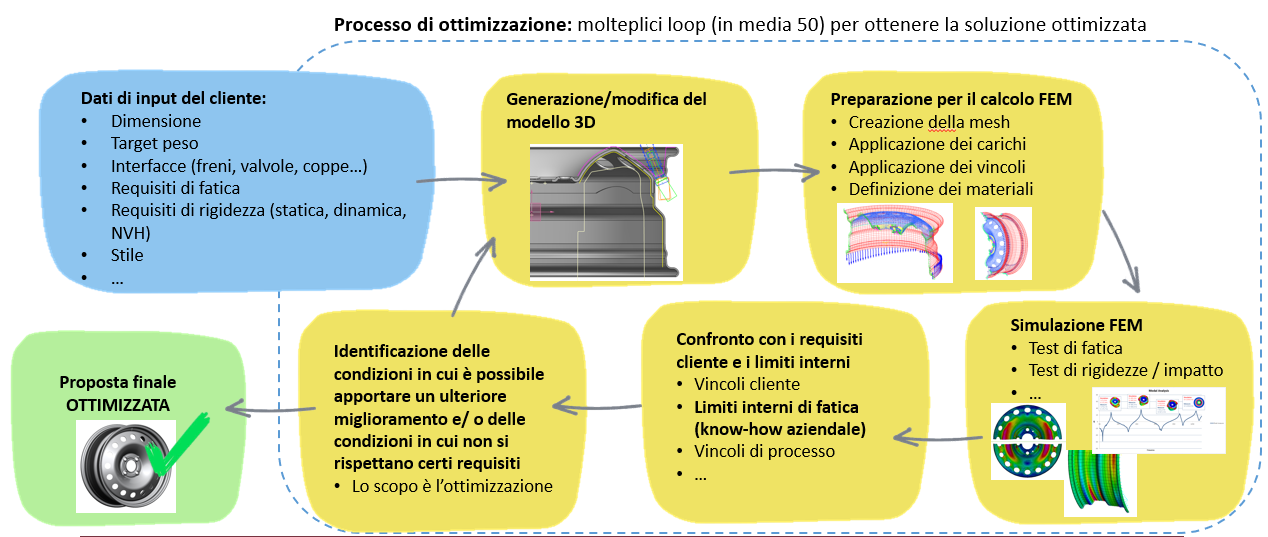 Processo di ottimizzazione: molteplici loop (in media 50) per ottenere la soluzione ottimizzata
Dati di input del cliente:
• Dimensione
• Target peso
• Interfacce (freni, valvole, coppe…)
• Requisiti di fatica
• Requisiti di rigidezza (statica, dinamica,
NVH)
• Stile
• …
Generazione/modifica del
modello 3D
Preparazione per il calcolo FEM
• Creazione della mesh
• Applicazione dei carichi
• Applicazione dei vincoli
• Definizione dei materiali
Simulazione FEM
• Test di fatica
• Test di rigidezze / impatto
• …
Confronto con i requisiti
cliente e i limiti interni
• Vincoli cliente
• Limiti interni di fatica
(know-how aziendale)
• Vincoli di processo
• …
Identificazione delle
condizioni in cui è possibile
apportare un ulteriore
miglioramento e/ o delle
condizioni in cui non si
rispettano certi requisiti
• Lo scopo è l’ottimizzazione
Proposta finale
OTTIMIZZATA